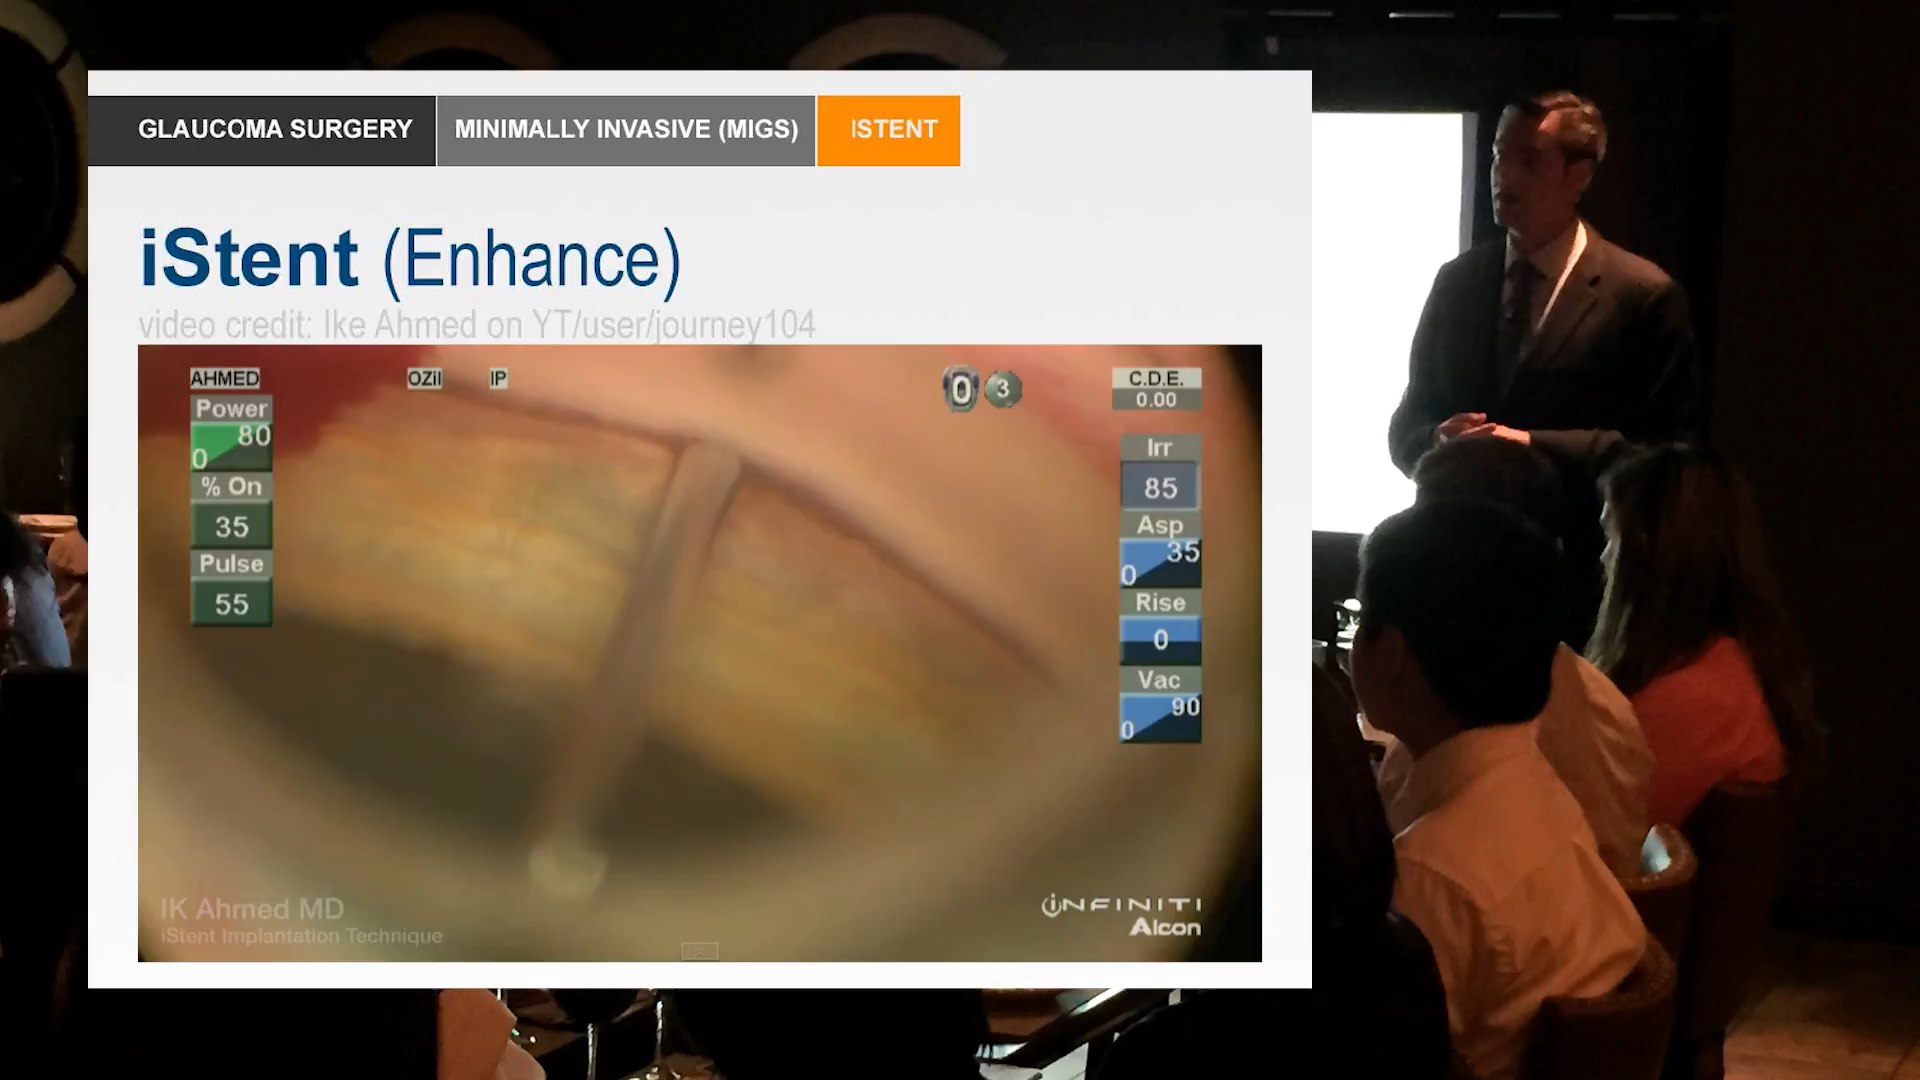 GLAUCOMA SURGERY
MINIMALLY INVASIVE (MIGS)
ISTENT
iStent (Enhance)
video credit: Ike Ahmed on YT/user/journey104
AHMED
OZil
IP
0
3
C.D.E.
0.00
Power
80
0
% On
35
Pulse
55
Irr
85
Asp
35
0
Rise
0
Vac
90
0
IK Ahmed MD
iStent Implantation Technique
iNFINITI
Alcon